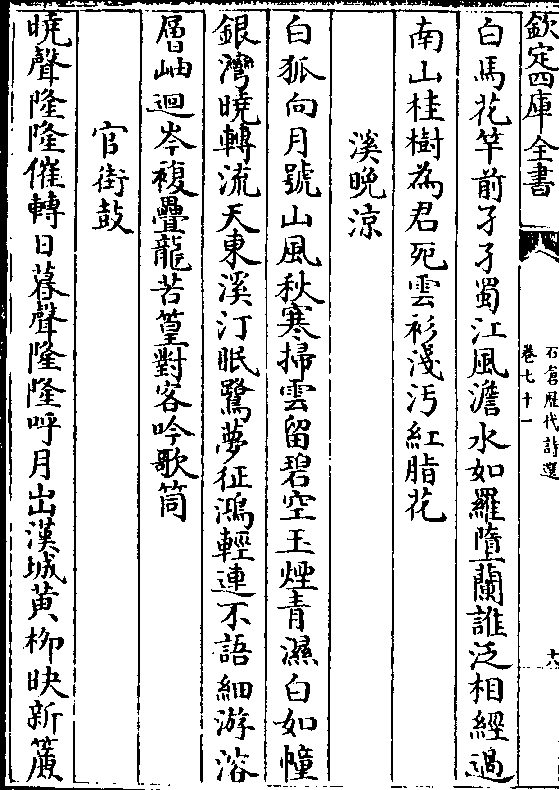 欽定四庫全書
石倉歷代詩選
卷七十一
十八
白馬花竿前孑孑蜀江風澹水如羅墮蘭誰泛相經過
南山桂樹為君死雲衫淺汚紅脂花
溪晚涼
白狐向月號山風秋寒掃雲留碧空玉煙青濕白如幢
銀灣曉轉流天東溪汀眠鷺夢征鴻輕漣不語細游溶
層岫迴岑複疊龍苦篁對客吟歌筒
官街鼓
曉聲隆隆催轉日暮聲隆隆呼月出漢城黃柳映新簾